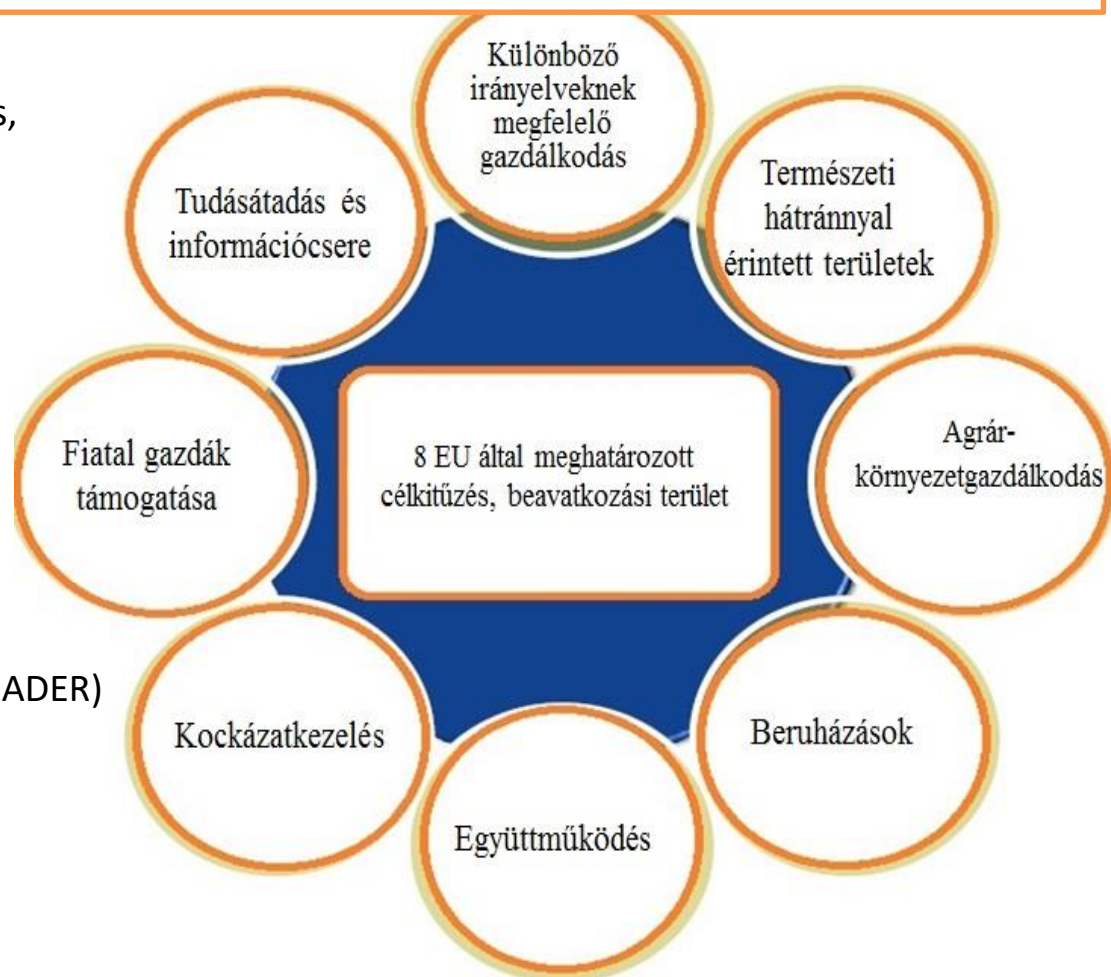 Különböző
irányelveknek
megfelelő
gazdálkodás
s,
Tudásátadás és
információcsere
Természeti
hátránnyal
érintett területek
Fiatal gazdák
támogatása
8 EU által meghatározott
célkitűzés, beavatkozási terület
Agrár-
környezetgazdálkodás
ADER)
Kockázatkezelés
Beruházások
Együttműködés